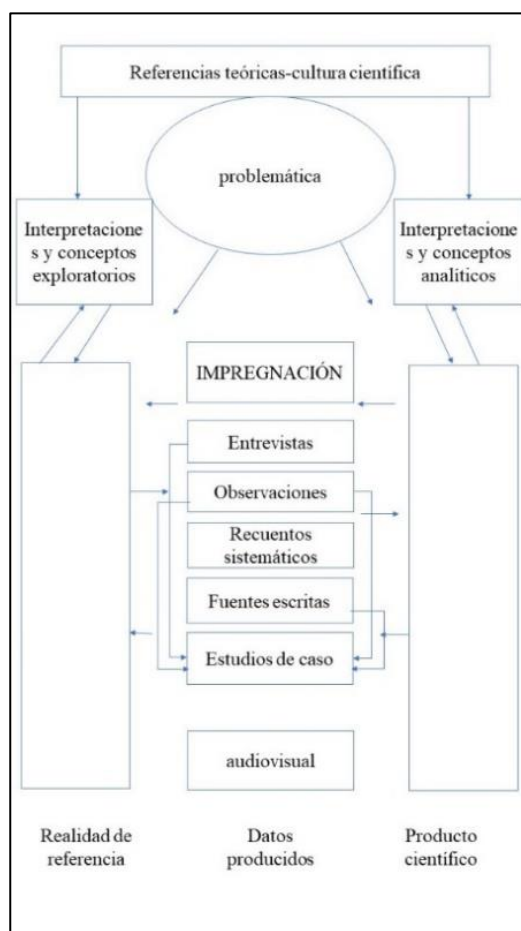 Referencias teóricas-cultura científica
problemática
Interpretacione
s y conceptos
exploratorios
Interpretacione
s y conceptos
analíticos
IMPREGNACIÓN
Entrevistas
Observaciones
Recuentos
sistemáticos
Fuentes escritas
Estudios de caso
audiovisual
Realidad de
referencia
Datos
producidos
Producto
científico